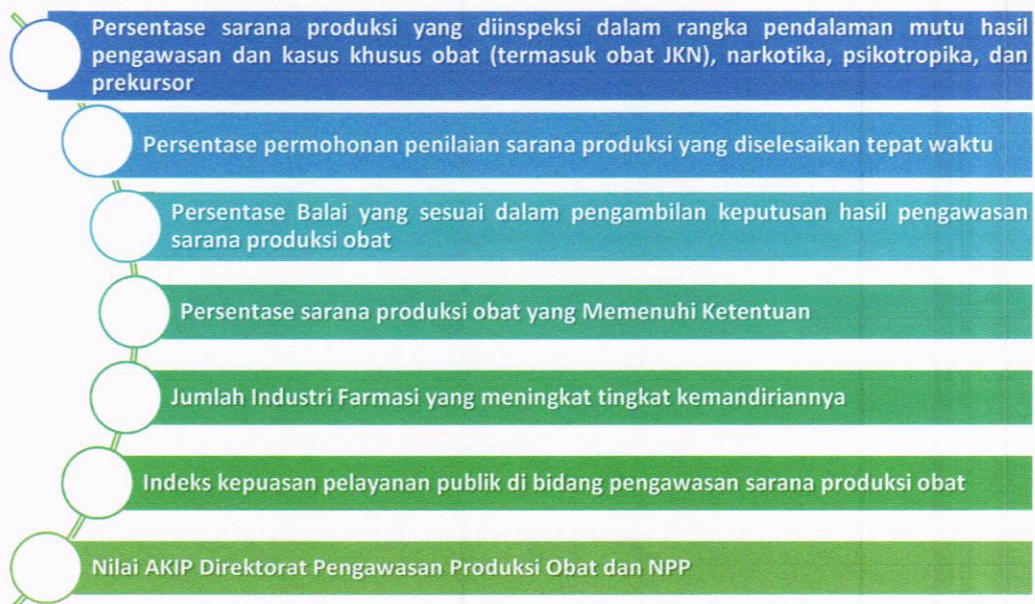 Persentase sarana produksi yang diinspeksi dalam rangka pendalaman mutu hasil
pengawasan dan kasus khusus obat (termasuk obat JKN), narkotika, psikotropika, dan
prekursor
Persentase permohonan penilaian sarana produksi yang diselesaikan tepat waktu
Persentase Balai yang sesuai dalam pengambilan keputusan hasil pengawasan
sarana produksi obat
Persentase sarana produksi obat yang Memenuhi Ketentuan
Jumlah Industri Farmasi yang meningkat tingkat kemandiriannya
Indeks kepuasan pelayanan publik di bidang pengawasan sarana produksi obat
Nilai AKIP Direktorat Pengawasan Produksi Obat dan NPP